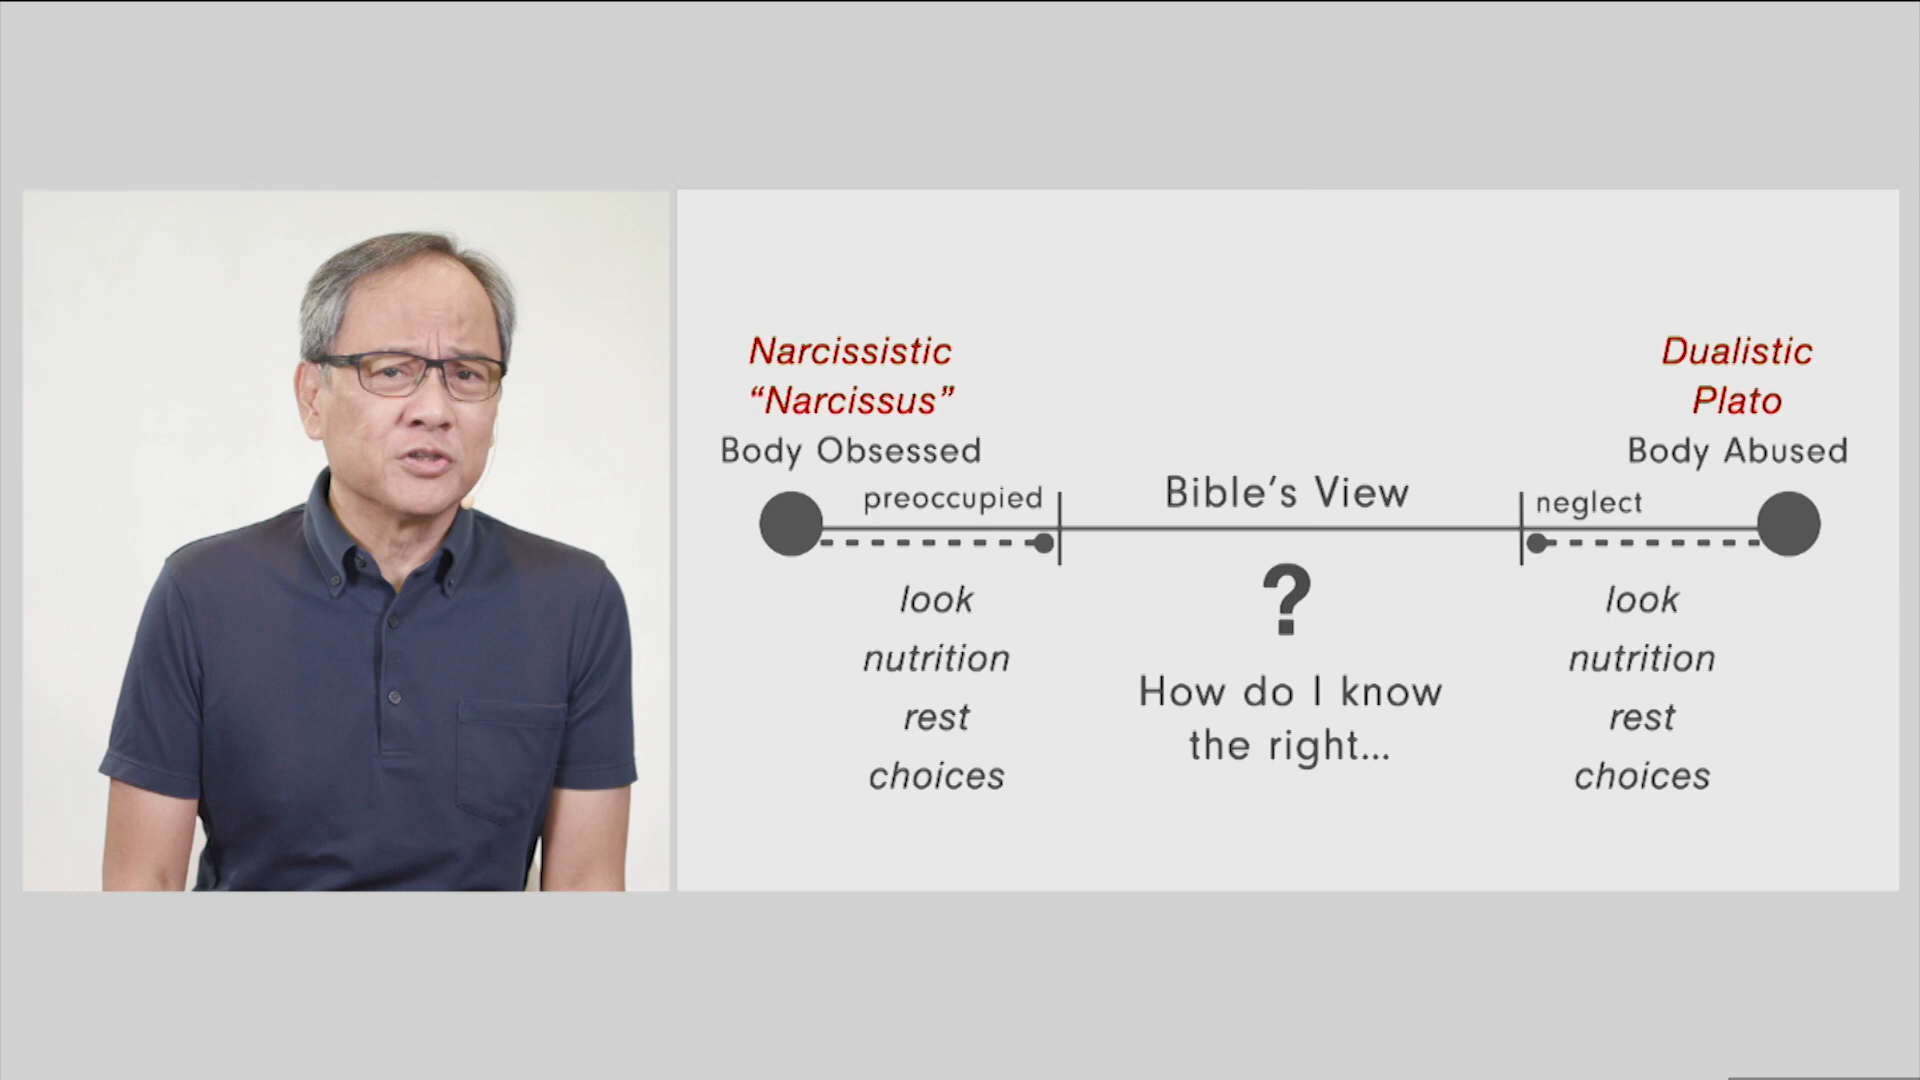 Narcissistic
“Narcissus”
Body Obsessed
preoccupied
look
nutrition
rest
choices
Bible’s View
?
How do I know
the right...
Dualistic
Plato
Body Abused
neglect
look
nutrition
rest
choices